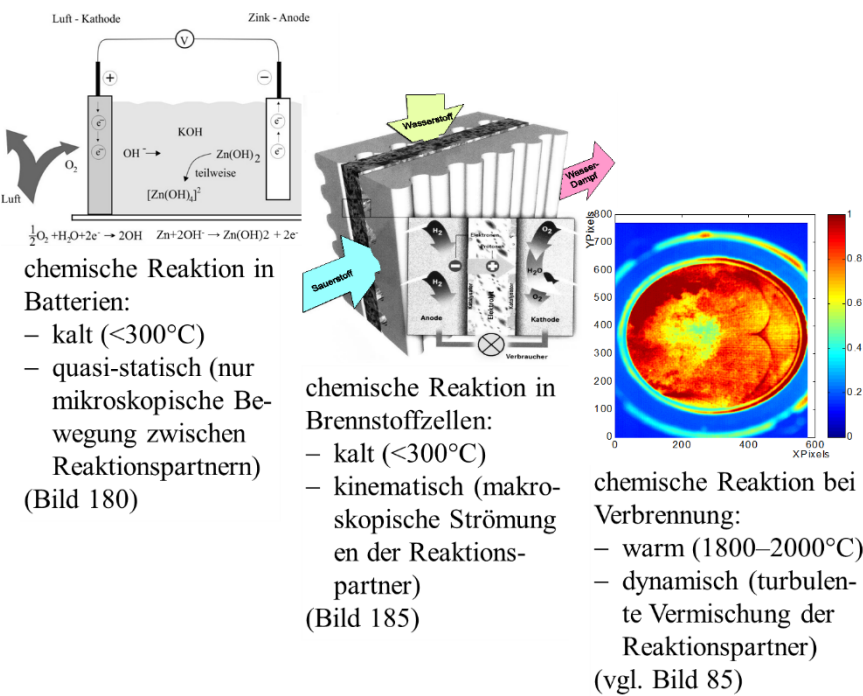 Luft - Kathode
Zink - Anode
V
+
−
e⁻
e⁻
e⁻
e⁻
KOH
OH⁻
Zn(OH)₂
teilweise
[Zn(OH)₄]²
O₂
Luft
½O₂ +H₂O+2e⁻ → 2OH
Zn+2OH⁻ → Zn(OH)2 + 2e⁻
chemische Reaktion in
Batterien:
– kalt (<300°C)
– quasi-statisch (nur
mikroskopische Be-
wegung zwischen
Reaktionspartnern)
(Bild 180)
Wasserstoff
Wasser-
Dampf
Sauerstoff
H₂
O₂
Elektronen
−
+
H₂
H₂O
O₂
Katalysator
Elektrolyt
Katalysator
Anode
Kathode
Verbraucher
chemische Reaktion in
Brennstoffzellen:
– kalt (<300°C)
– kinematisch (makro-
skopische Strömung
en der Reaktions-
partner)
(Bild 185)
YPixels
800
700
600
500
400
300
200
100
0
0
200
400
600
XPixels
1
0.8
0.6
0.4
0.2
0
chemische Reaktion bei
Verbrennung:
– warm (1800–2000°C)
– dynamisch (turbulen-
te Vermischung der
Reaktionspartner)
(vgl. Bild 85)